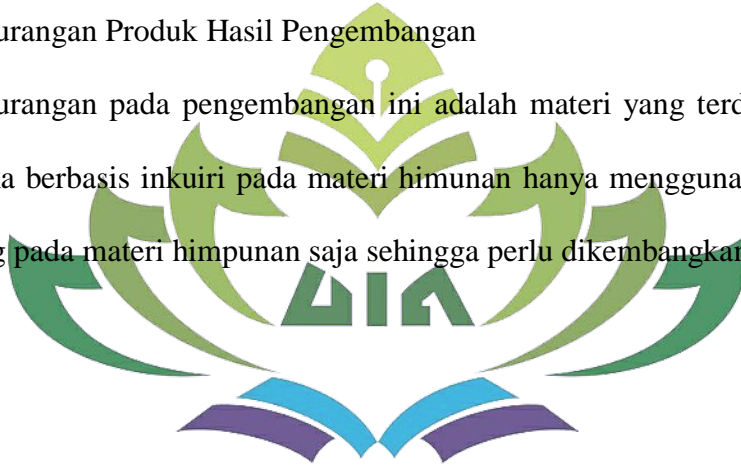 urangan Produk Hasil Pengembangan
urangan pada pengembangan ini adalah materi yang terd
a berbasis inkuiri pada materi himunan hanya mengguna
g pada materi himpunan saja sehingga perlu dikembangkan
UIN